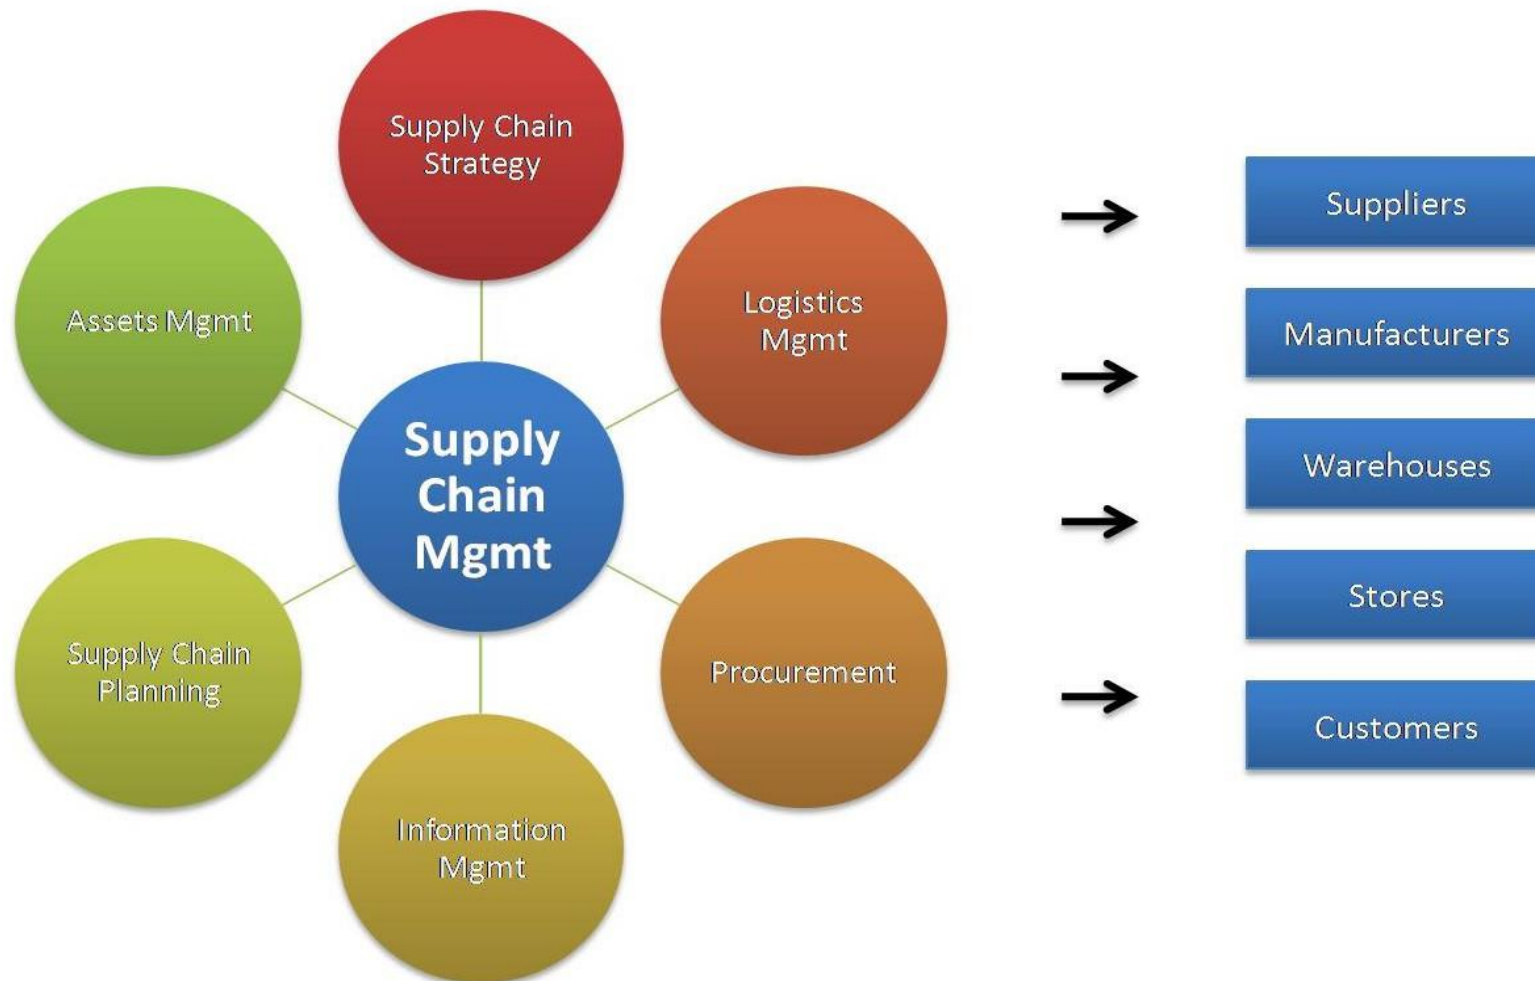 Supply Chain
Strategy
Assets Mgmt
Logistics
Mgmt
Supply
Chain
Mgmt
Supply Chain
Planning
Procurement
Information
Mgmt
Suppliers
Manufacturers
Warehouses
Stores
Customers